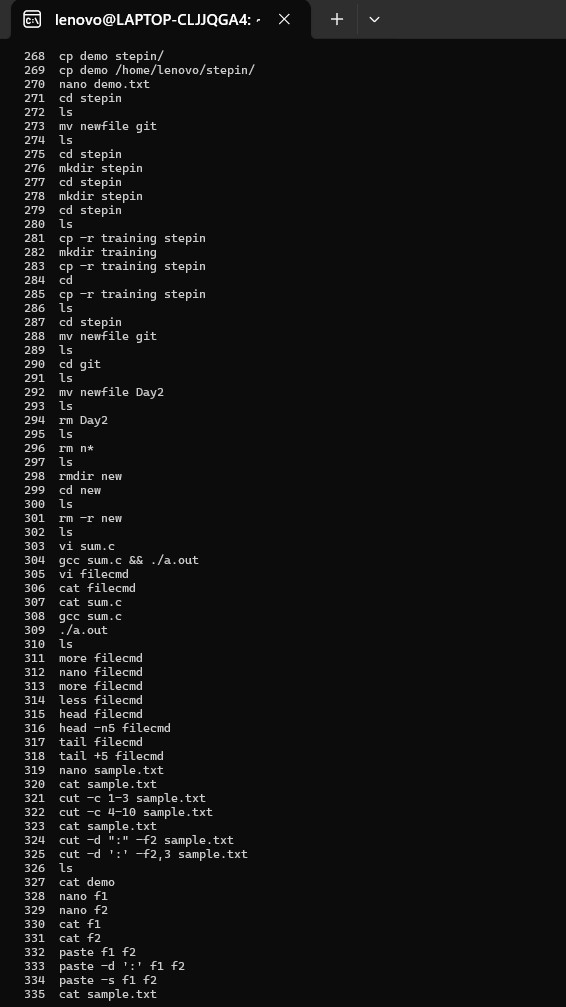 lenovo@LAPTOP-CLJJQGA4: ~
268 cp demo stepin/
269 cp demo /home/lenovo/stepin/
270 nano demo.txt
271 cd stepin
272 ls
273 mv newfile git
274 ls
275 cd stepin
276 mkdir stepin
277 cd stepin
278 mkdir stepin
279 cd stepin
280 ls
281 cp -r training stepin
282 mkdir training
283 cp -r training stepin
284 cd
285 cp -r training stepin
286 ls
287 cd stepin
288 mv newfile git
289 ls
290 cd git
291 ls
292 mv newfile Day2
293 ls
294 rm Day2
295 ls
296 rm n*
297 ls
298 rmdir new
299 cd new
300 ls
301 rm -r new
302 ls
303 vi sum.c
304 gcc sum.c && ./a.out
305 vi filecmd
306 cat filecmd
307 cat sum.c
308 gcc sum.c
309 ./a.out
310 ls
311 more filecmd
312 nano filecmd
313 more filecmd
314 less filecmd
315 head filecmd
316 head -n5 filecmd
317 tail filecmd
318 tail +5 filecmd
319 nano sample.txt
320 cat sample.txt
321 cut -c 1-3 sample.txt
322 cut -c 4-10 sample.txt
323 cat sample.txt
324 cut -d ":" -f2 sample.txt
325 cut -d ':' -f2,3 sample.txt
326 ls
327 cat demo
328 nano f1
329 nano f2
330 cat f1
331 cat f2
332 paste f1 f2
333 paste -d ':' f1 f2
334 paste -s f1 f2
335 cat sample.txt